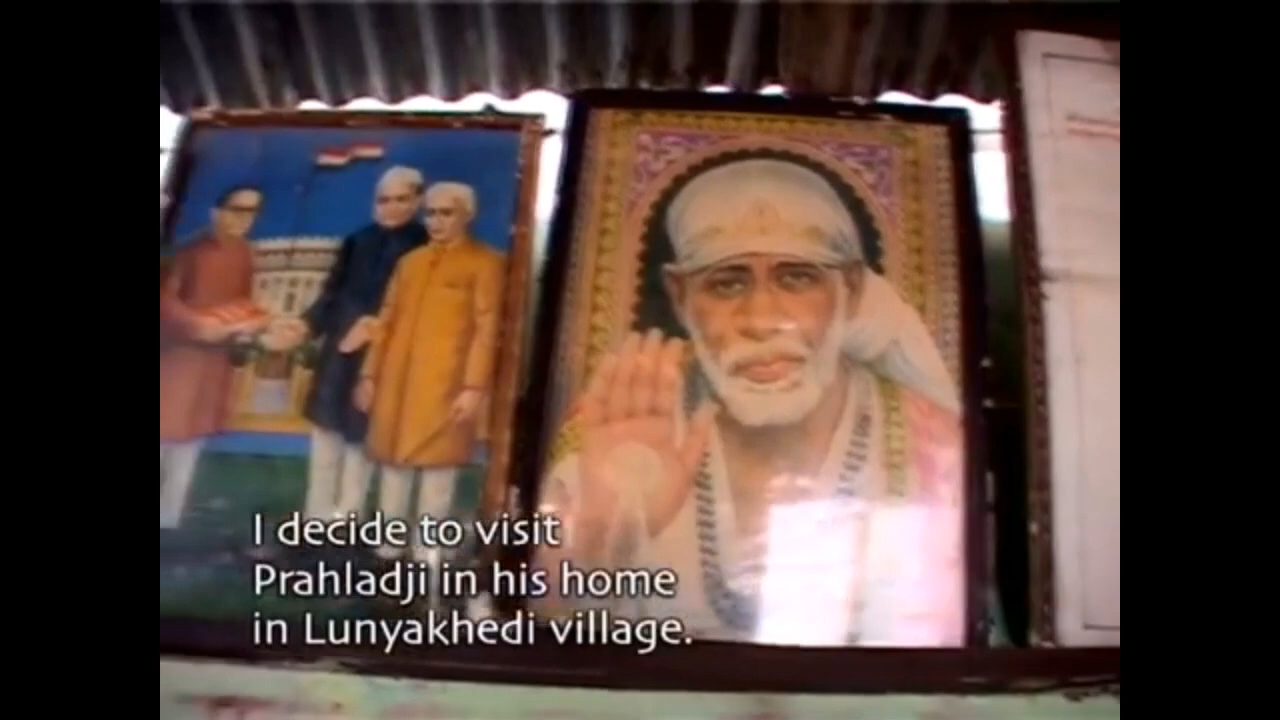 I decide to visit
Prahladji in his home
in Lunyakhedi village.